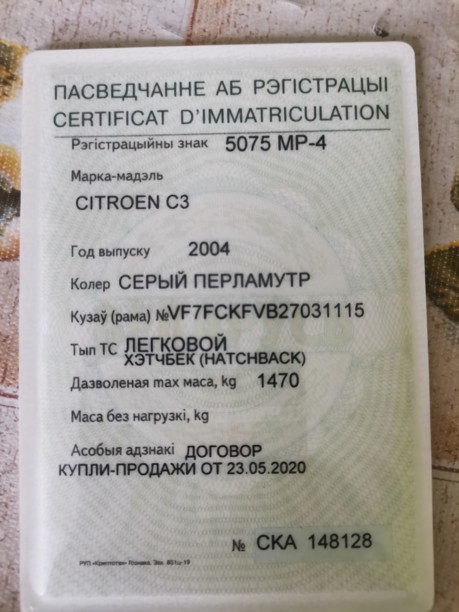 ПАСВЕДЧАННЕ АБ РЭГІСТРАЦЫІ
CERTIFICAT D'IMMATRICULATION
Рэгістрацыйны знак 5075 MP-4
Марка-мадэль
CITROEN C3
Год выпуску 2004
Колер СЕРЫЙ ПЕРЛАМУТР
Кузаў (рама) №VF7FCKFVB27031115
Тып ТС ЛЕГКОВОЙ
ХЭТЧБЕК (HATCHBACK)
Дазволеная max маса, kg 1470
Маса без нагрузкі, kg
Асобыя адзнакі ДОГОВОР
КУПЛИ-ПРОДАЖИ ОТ 23.05.2020
№ СКА 148128
РУП «Криптотех»